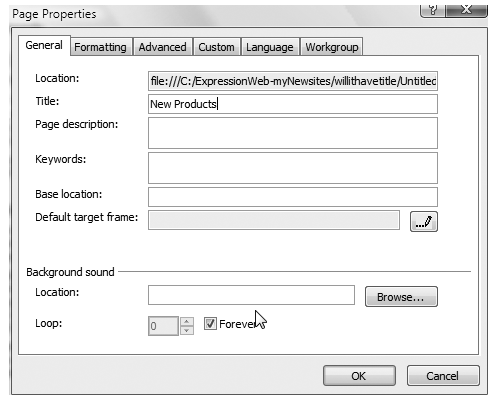 Page Properties
General Formatting Advanced Custom Language Workgroup
Location: file:///C:/ExpressionWeb-myNewsites/willithavetitle/Untitled
Title: New Products
Page description:
Keywords:
Base location:
Default target frame:
Background sound
Location: Browse...
Loop: 0 Forever
OK Cancel